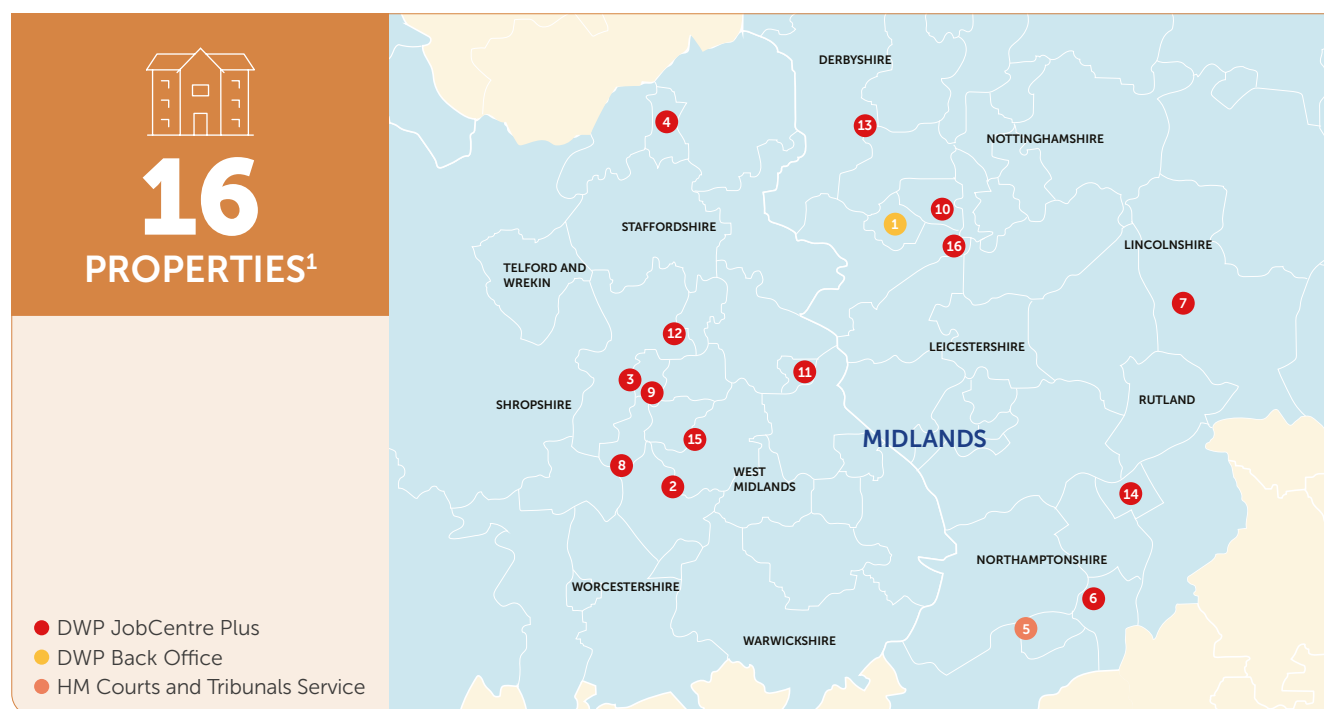 16
PROPERTIES¹
DWP JobCentre Plus
DWP Back Office
HM Courts and Tribunals Service
DERBYSHIRE
4
13
NOTTINGHAMSHIRE
10
1
STAFFORDSHIRE
16
LINCOLNSHIRE
TELFORD AND
WREKIN
7
12
LEICESTERSHIRE
11
3
9
SHROPSHIRE
RUTLAND
15
MIDLANDS
8
WEST
MIDLANDS
2
14
NORTHAMPTONSHIRE
WORCESTERSHIRE
6
5
WARWICKSHIRE